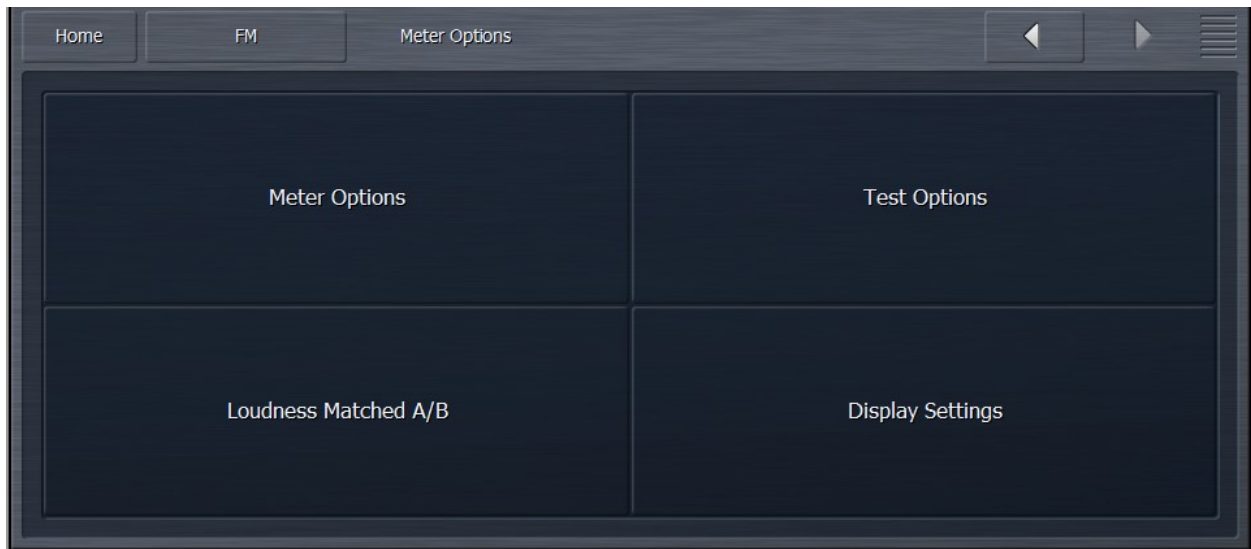 Home FM Meter Options
Meter Options Test Options
Loudness Matched A/B Display Settings